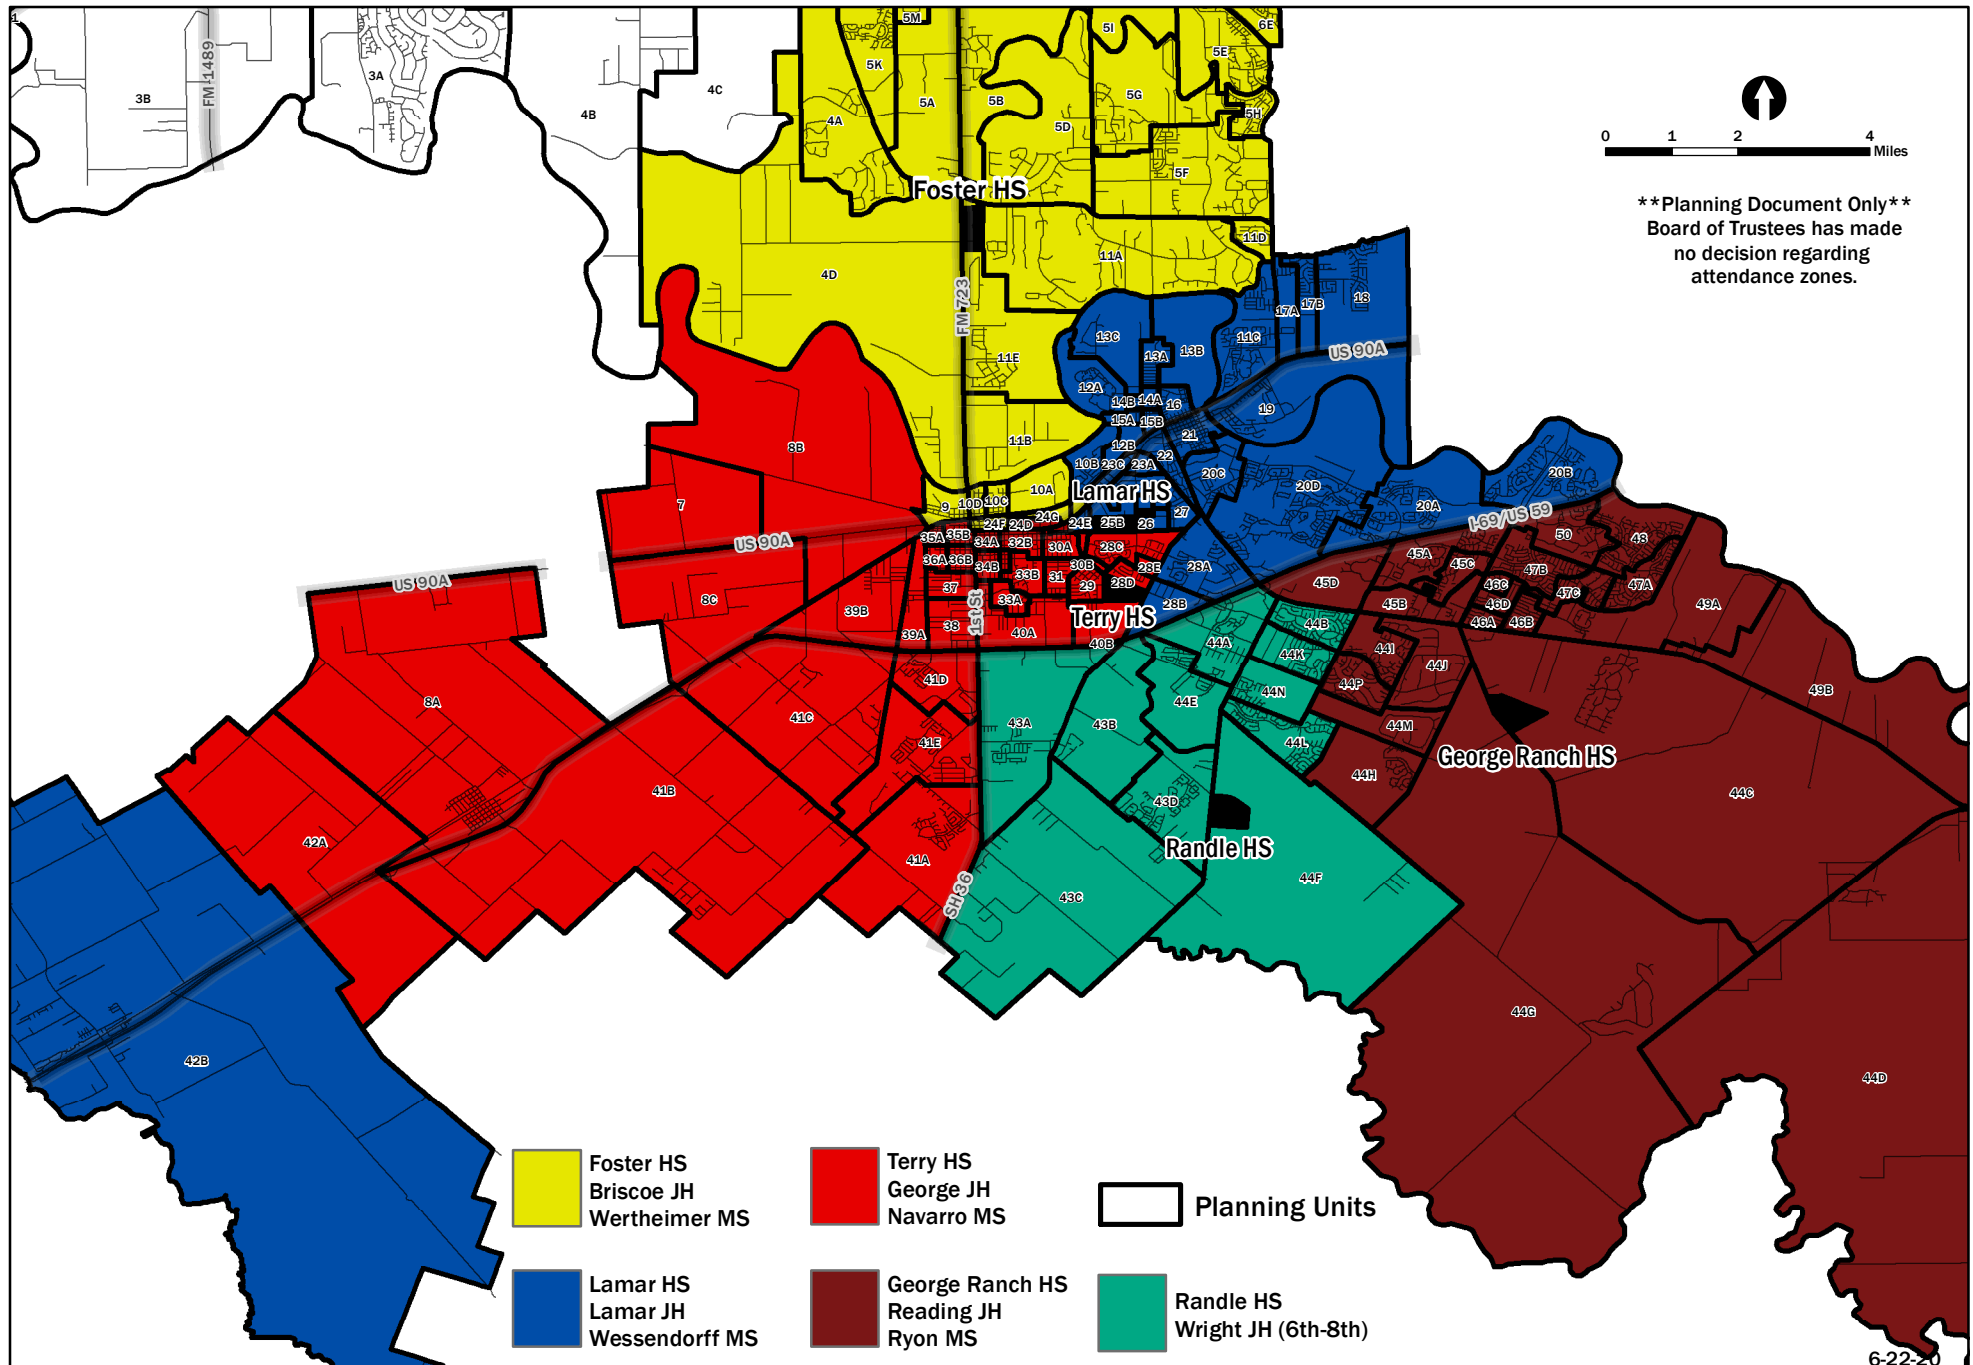 1
3B
FM 1489
3A
4B
4C
5M
5K
5A
4A
5B
5D
5I
5G
5E
6E
5H
5F
Foster HS
0 1 2 4
Miles
**Planning Document Only**
Board of Trustees has made
no decision regarding
attendance zones.
4D
FM 723
11A
11D
11E
11B
17A
17B
18
11C
US 90A
13C
13A
13B
12A
14B
14A
16
15A
15B
19
21
12B
10B
23C
23A
22
20C
20D
20A
20B
8B
7
US 90A
9
10D
10C
10A
Lamar HS
27
24F
24D
24G
24E
25B
26
I-69/US 59
35A
35B
34A
32B
30A
28C
36A
36B
34B
33B
31
30B
29
28D
28E
28A
28B
37
33A
38
1st St
40A
Terry HS
40B
39B
39A
8C
US 90A
8A
41D
41C
41E
41B
41A
42A
42B
SH 36
43A
43B
43C
43D
44A
44B
44K
44E
44N
44L
44F
Randle HS
45D
45A
45C
45B
50
48
47B
47A
47C
46C
46D
46A
46B
49A
49B
44I
44J
44P
44M
44H
George Ranch HS
44C
44G
44D
Foster HS
Briscoe JH
Wertheimer MS
Terry HS
George JH
Navarro MS
Planning Units
Lamar HS
Lamar JH
Wessendorff MS
George Ranch HS
Reading JH
Ryon MS
Randle HS
Wright JH (6th-8th)
6-22-20